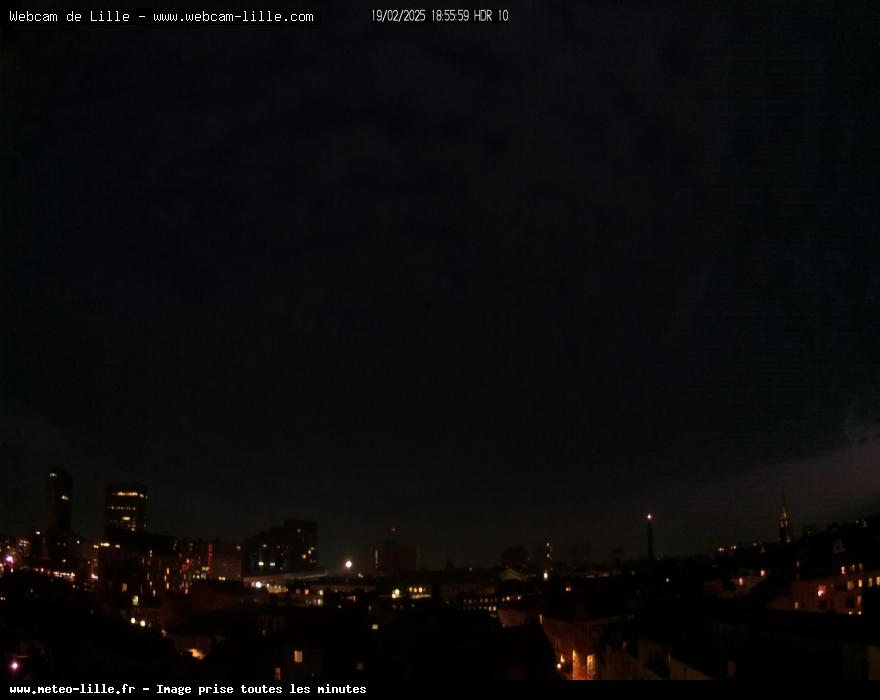 Webcam de Lille - www.webcam-lille.com
19/02/2025 18:55:59 HDR 10
www.meteo-lille.fr - Image prise toutes les minutes